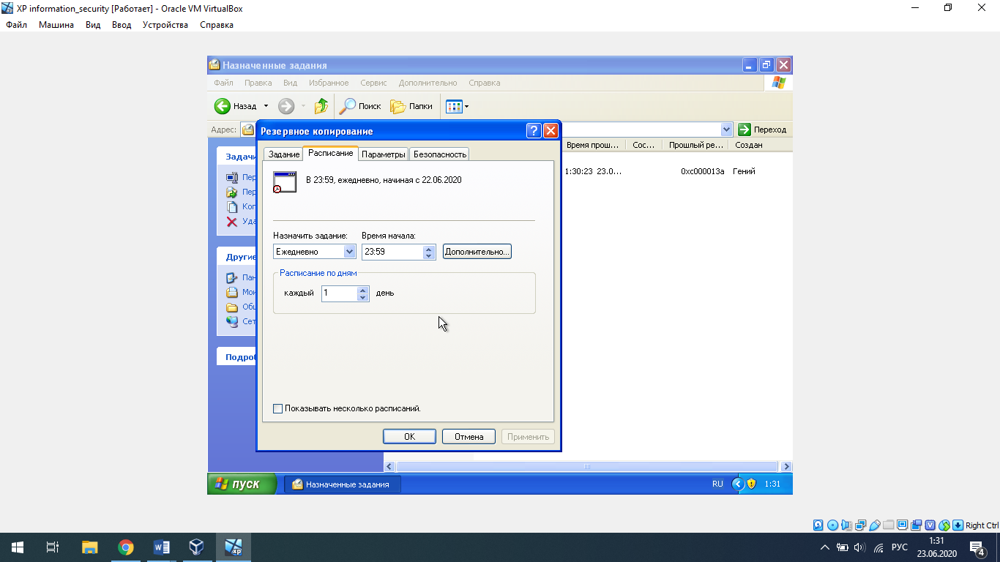 XP information_security [Работает] - Oracle VM VirtualBox
Файл Машина Вид Ввод Устройства Справка
Назначенные задания
Файл Правка Вид Избранное Сервис Дополнительно Справка
Назад Поиск Папки
Адрес: Переход
Резервное копирование
Время прош... Сос... Прошлый ре... Создан
1:30:23 23.0... 0xc000013a Гений
Задание Расписание Параметры Безопасность
В 23:59, ежедневно, начиная с 22.06.2020
Назначить задание: Время начала:
Ежедневно 23:59 Дополнительно...
Расписание по дням
каждый 1 день
Показывать несколько расписаний.
ОК Отмена Применить
Задачи
Пер
Пер
Коп
Уда
Другие
Пан
Мои
Общ
Сет
Подроб
пуск Назначенные задания RU 1:31
Right Ctrl
РУС 1:31
23.06.2020
4